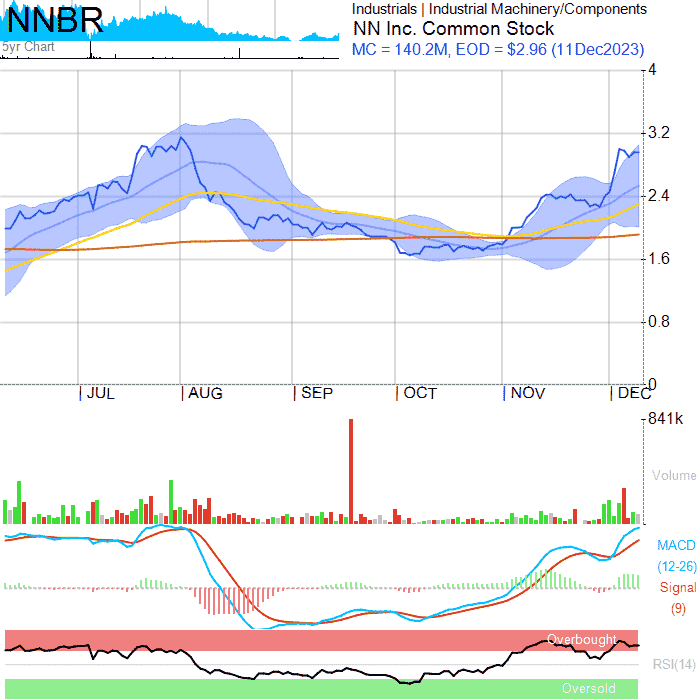 NNBR
5yr Chart
Industrials | Industrial Machinery/Components
NN Inc. Common Stock
MC = 140.2M, EOD = $2.96 (11Dec2023)
4
3.2
2.4
1.6
0.8
0
JUL AUG SEP OCT NOV DEC
841k
Volume
MACD
(12-26)
Signal
(9)
Overbought
RSI(14)
Oversold